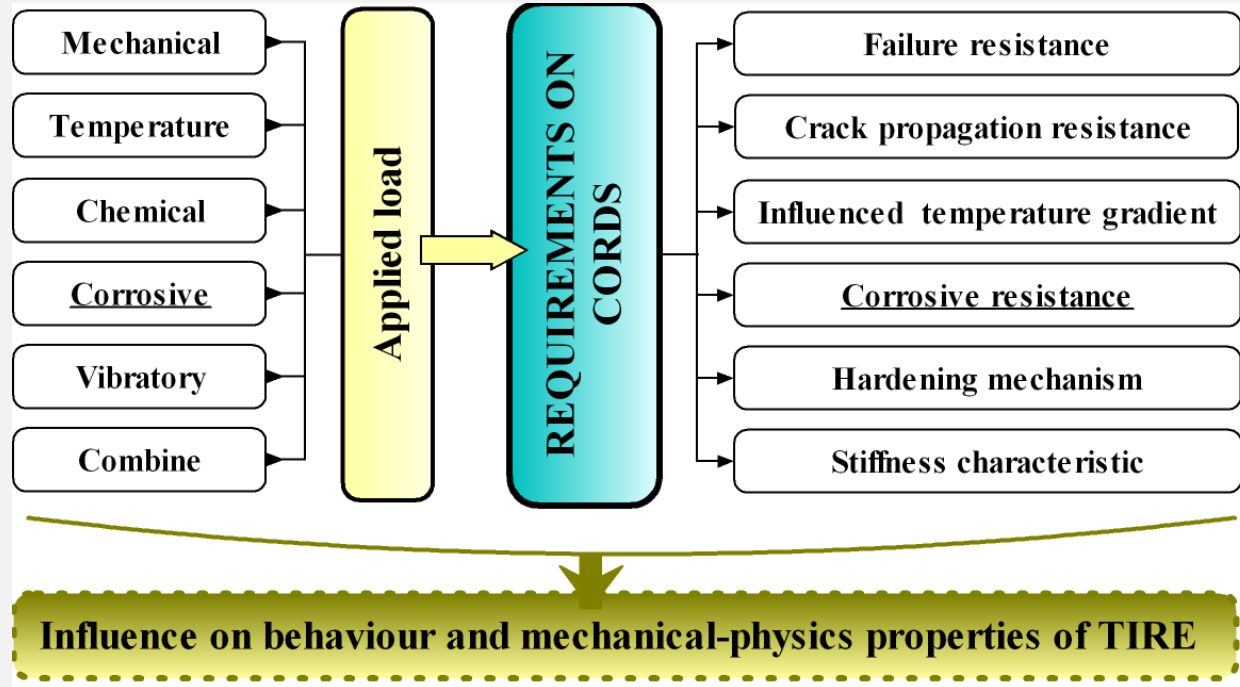 Mechanical
Temperature
Chemical
Corrosive
Vibratory
Combine
Applied load
REQUIREMENTS ON
CORDS
Failure resistance
Crack propagation resistance
Influenced temperature gradient
Corrosive resistance
Hardening mechanism
Stiffness characteristic
Influence on behaviour and mechanical-physics properties of TIRE